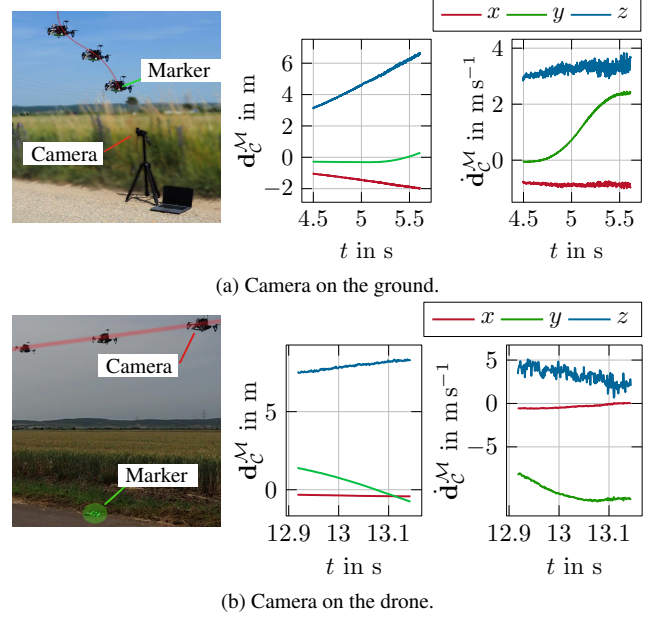 x y z
Marker
Camera
6
4
2
0
−2
4.5 5 5.5
t in s
d_C^M in m
4
2
0
4.5 5 5.5
t in s
ḋ_C^M in m s⁻¹
(a) Camera on the ground.
x y z
Camera
Marker
5
0
12.9 13 13.1
t in s
d_C^M in m
5
0
−5
12.9 13 13.1
t in s
ḋ_C^M in m s⁻¹
(b) Camera on the drone.